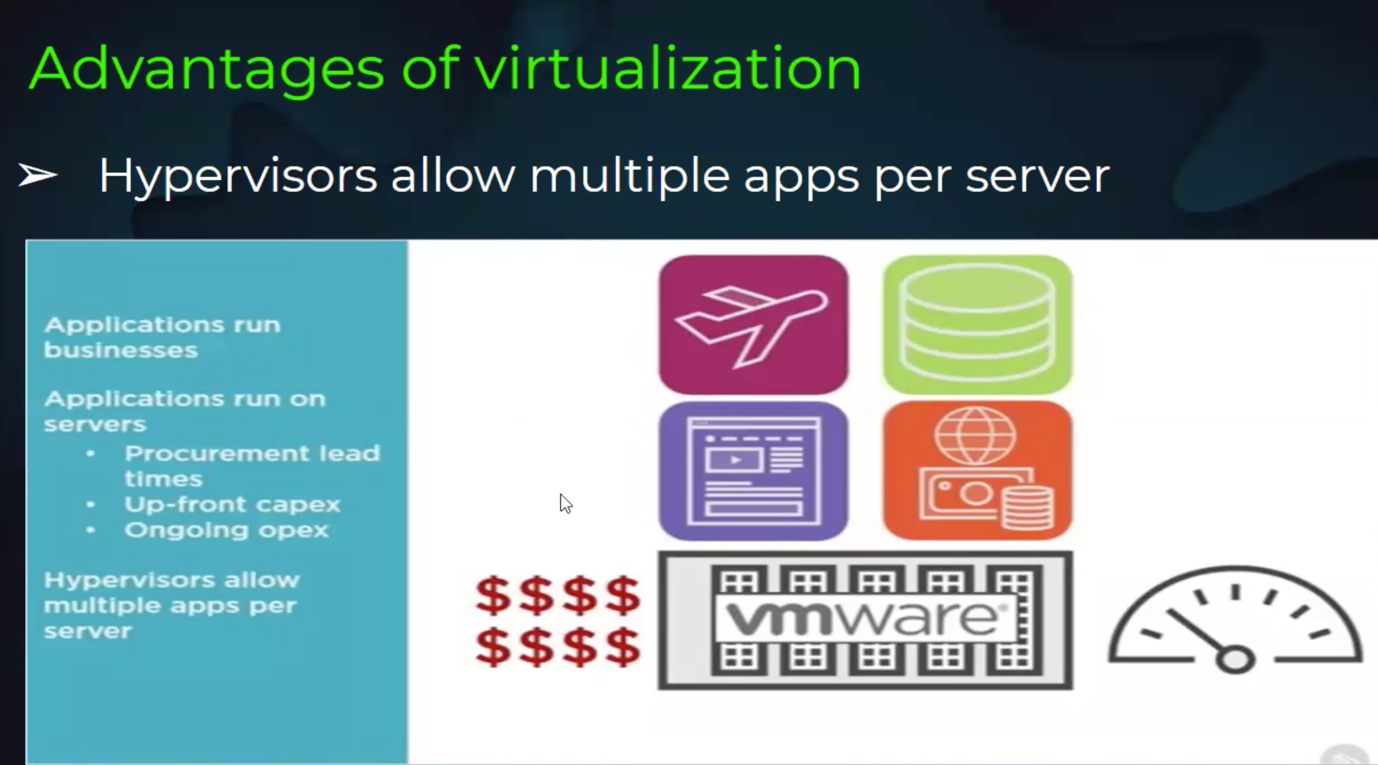 Advantages of virtualization
➢ Hypervisors allow multiple apps per server
Applications run
businesses
Applications run on
servers
• Procurement lead
times
• Up-front capex
• Ongoing opex
Hypervisors allow
multiple apps per
server
$$$$
$$$$
vmware®